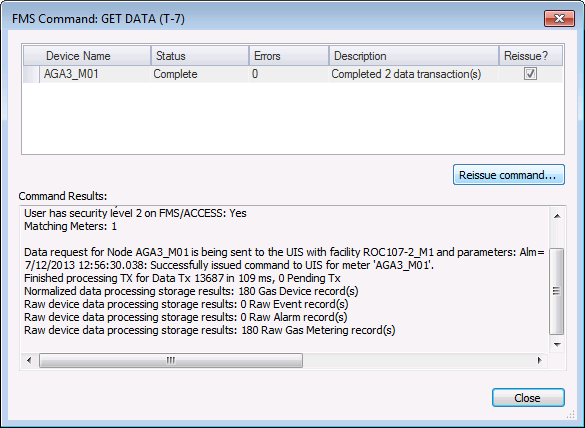 FMS Command: GET DATA (T-7)
Device Name Status Errors Description Reissue?
AGA3_M01 Complete 0 Completed 2 data transaction(s)
Reissue command...
Command Results:
User has security level 2 on FMS/ACCESS: Yes
Matching Meters: 1
Data request for Node AGA3_M01 is being sent to the UIS with facility ROC107-2_M1 and parameters: Alm=
7/12/2013 12:56:30.038: Successfully issued command to UIS for meter 'AGA3_M01'.
Finished processing TX for Data Tx 13687 in 109 ms, 0 Pending Tx
Normalized data processing storage results: 180 Gas Device record(s)
Raw device data processing storage results: 0 Raw Event record(s)
Raw device data processing storage results: 0 Raw Alarm record(s)
Raw device data processing storage results: 180 Raw Gas Metering record(s)
Close